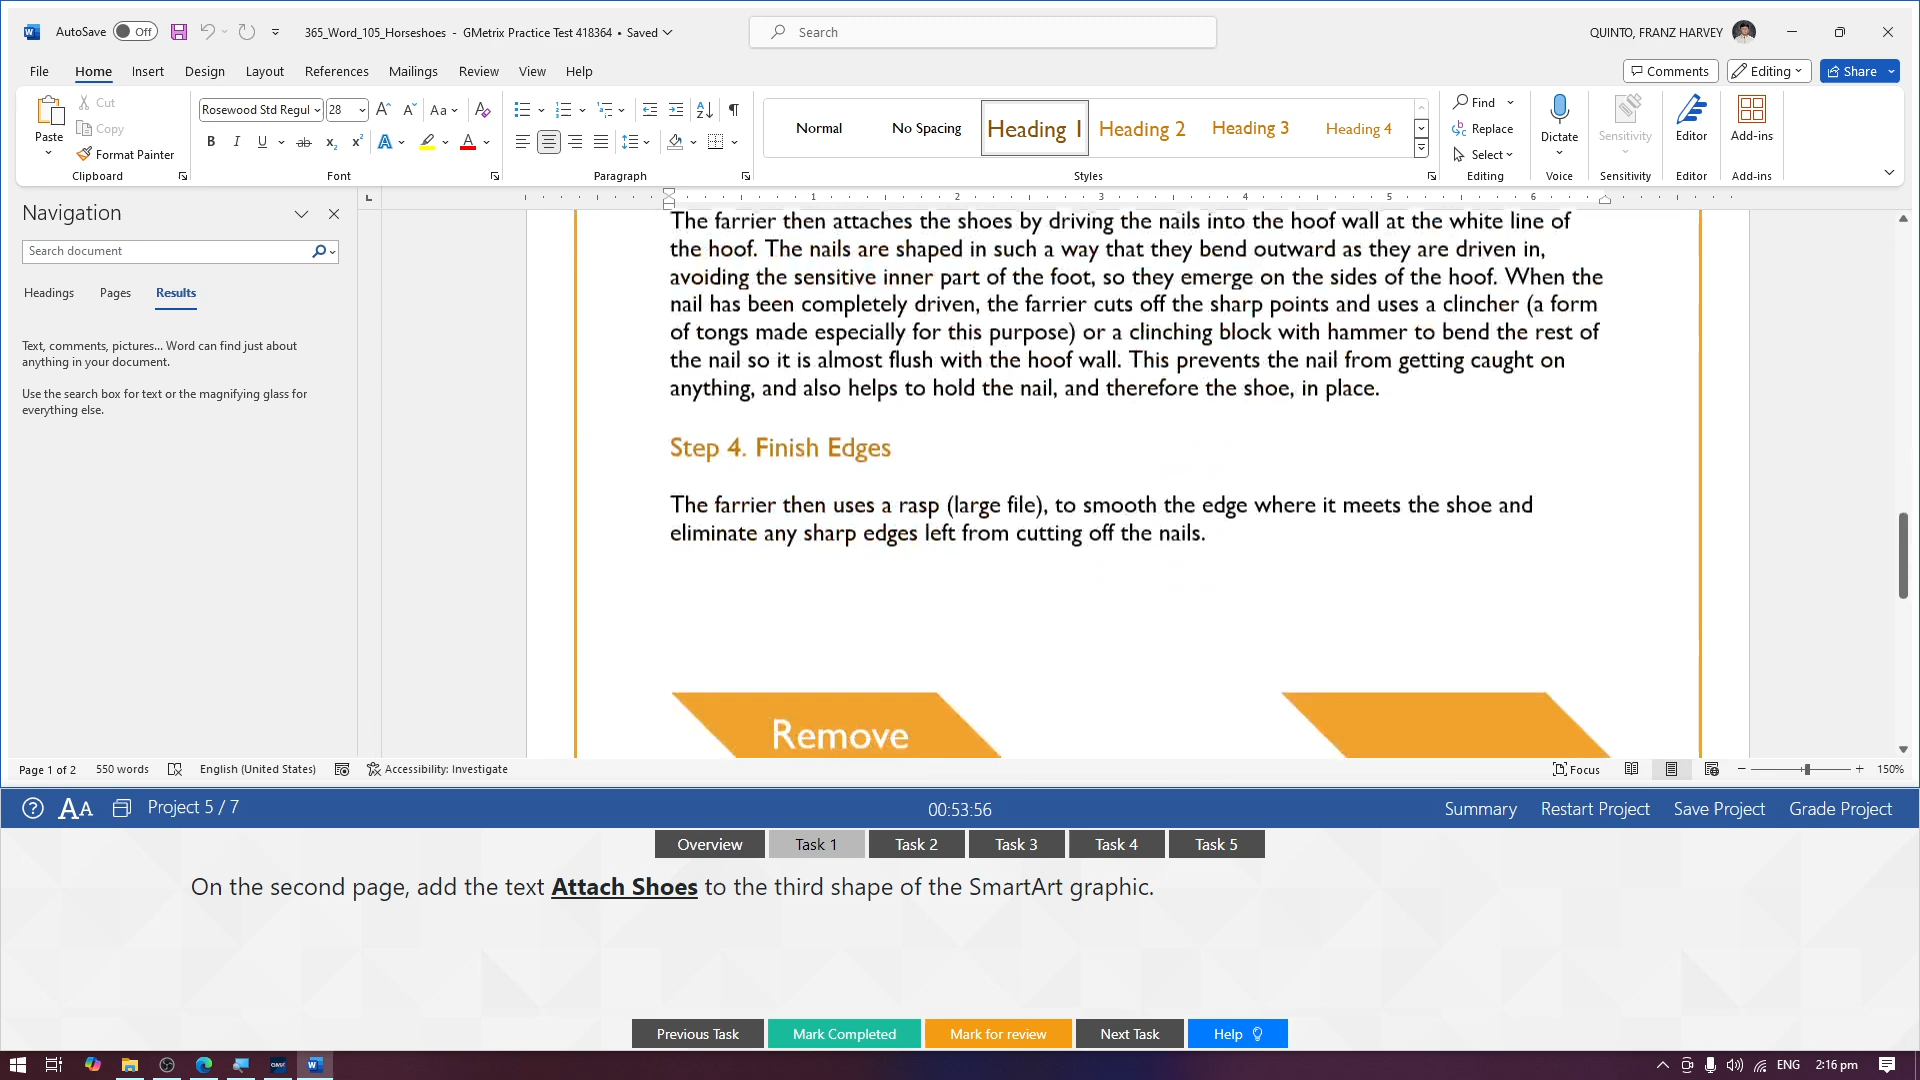 AutoSave Off 365_Word_105_Horseshoes - GMetrix Practice Test 418364 • Saved Search QUINTO, FRANZ HARVEY
File Home Insert Design Layout References Mailings Review View Help Comments Editing Share
Paste Cut Copy Format Painter Clipboard
Rosewood Std Regul 28 Aa B I U ab x₂ x² A A Font
Paragraph
Normal No Spacing Heading 1 Heading 2 Heading 3 Heading 4 Styles
Find Replace Select Editing
Dictate Voice Sensitivity Sensitivity Editor Editor Add-ins Add-ins
Navigation
Search document
Headings Pages Results
Text, comments, pictures... Word can find just about
anything in your document.
Use the search box for text or the magnifying glass for
everything else.
1 2 3 4 5 6
The farrier then attaches the shoes by driving the nails into the hoof wall at the white line of
the hoof. The nails are shaped in such a way that they bend outward as they are driven in,
avoiding the sensitive inner part of the foot, so they emerge on the sides of the hoof. When the
nail has been completely driven, the farrier cuts off the sharp points and uses a clincher (a form
of tongs made especially for this purpose) or a clinching block with hammer to bend the rest of
the nail so it is almost flush with the hoof wall. This prevents the nail from getting caught on
anything, and also helps to hold the nail, and therefore the shoe, in place.
Step 4. Finish Edges
The farrier then uses a rasp (large file), to smooth the edge where it meets the shoe and
eliminate any sharp edges left from cutting off the nails.
Remove
Page 1 of 2 550 words English (United States) Accessibility: Investigate Focus 150%
Project 5 / 7 00:53:56 Summary Restart Project Save Project Grade Project
Overview Task 1 Task 2 Task 3 Task 4 Task 5
On the second page, add the text Attach Shoes to the third shape of the SmartArt graphic.
Previous Task Mark Completed Mark for review Next Task Help
ENG 2:16 pm